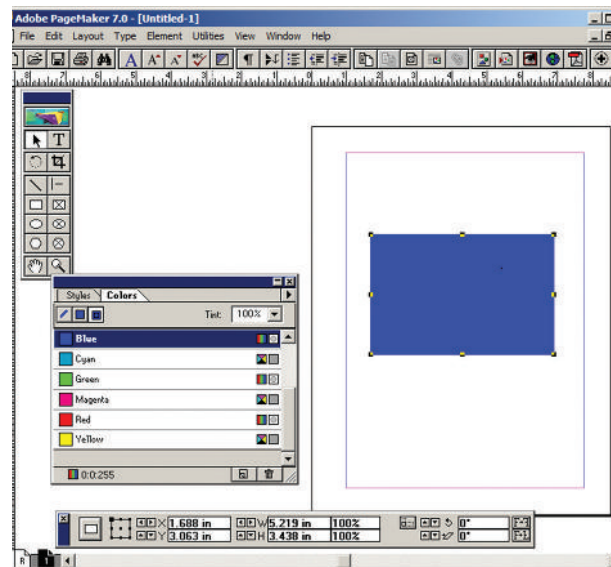 Adobe PageMaker 7.0 - [Untitled-1]
File Edit Layout Type Element Utilities View Window Help
Styles Colors
Tint: 100%
Blue
Cyan
Green
Magenta
Red
Yellow
0:0:255
X 1.688 in W 5.219 in 100% 0°
Y 3.063 in H 3.438 in 100% 0°
R 1